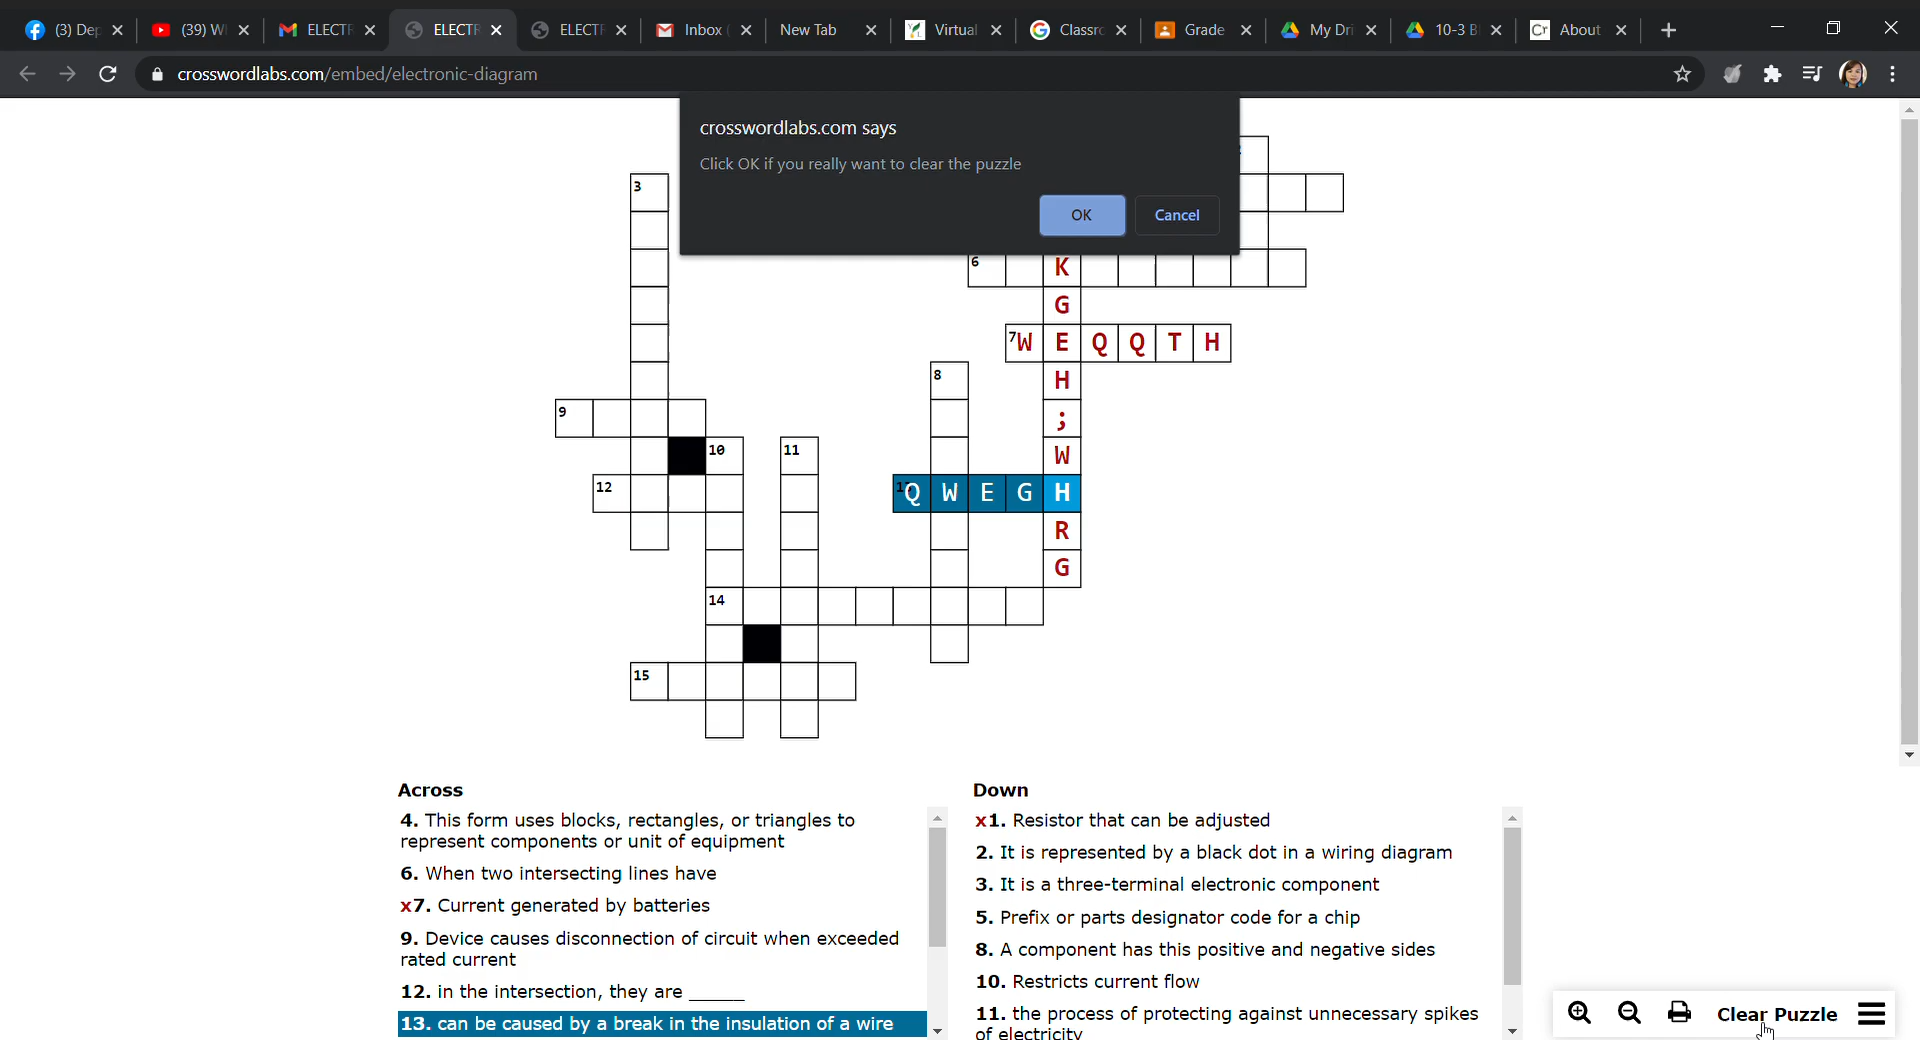 (3) Dep
(39) W
ELECTR
ELECTR
ELECTR
Inbox (
New Tab
Virtual
Classro
Grade
My Dri
10-3 B
Cr About
crosswordlabs.com/embed/electronic-diagram
crosswordlabs.com says
Click OK if you really want to clear the puzzle
OK
Cancel
3
6 K
G
7 W E Q Q T H
8 H
9 ;
10 11 W
12 13 Q W E G H
R
G
14
15
Across
4. This form uses blocks, rectangles, or triangles to
represent components or unit of equipment
6. When two intersecting lines have
x7. Current generated by batteries
9. Device causes disconnection of circuit when exceeded
rated current
12. in the intersection, they are _____
13. can be caused by a break in the insulation of a wire
Down
x1. Resistor that can be adjusted
2. It is represented by a black dot in a wiring diagram
3. It is a three-terminal electronic component
5. Prefix or parts designator code for a chip
8. A component has this positive and negative sides
10. Restricts current flow
11. the process of protecting against unnecessary spikes
of electricity
Clear Puzzle